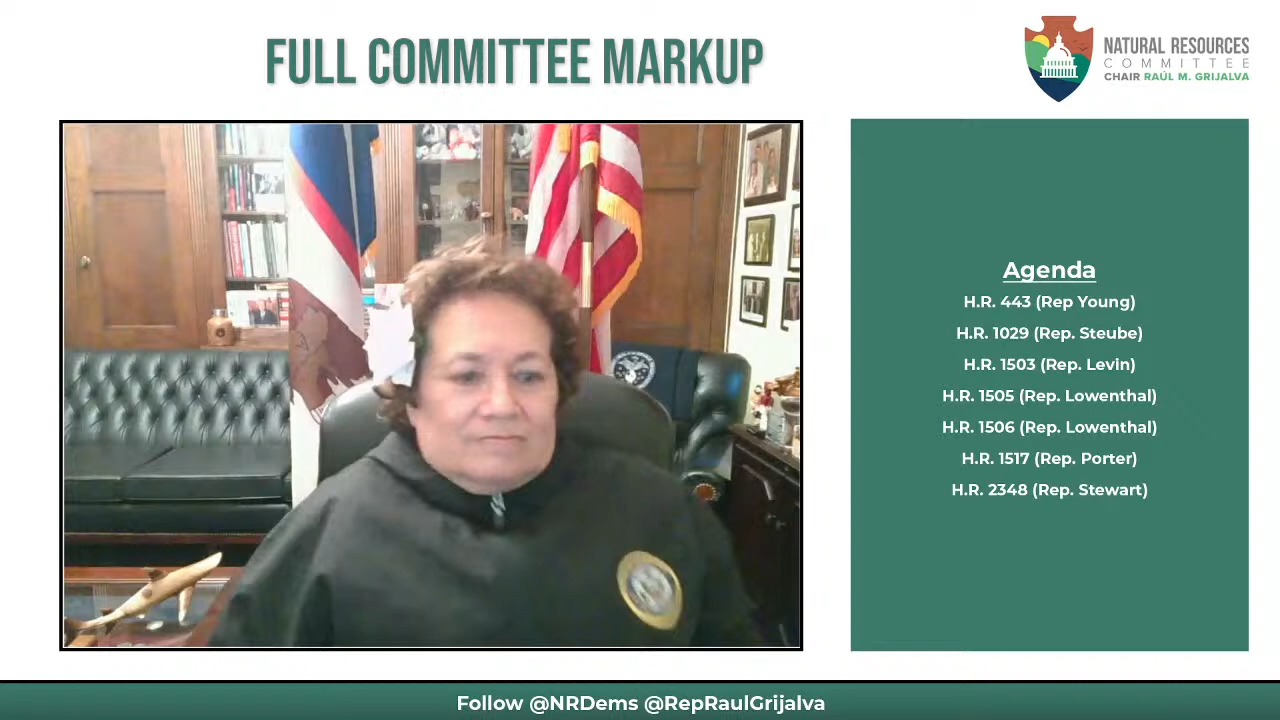 FULL COMMITTEE MARKUP
NATURAL RESOURCES
COMMITTEE
CHAIR RAÚL M. GRIJALVA
Agenda
H.R. 443 (Rep Young)
H.R. 1029 (Rep. Steube)
H.R. 1503 (Rep. Levin)
H.R. 1505 (Rep. Lowenthal)
H.R. 1506 (Rep. Lowenthal)
H.R. 1517 (Rep. Porter)
H.R. 2348 (Rep. Stewart)
Follow @NRDems @RepRaulGrijalva